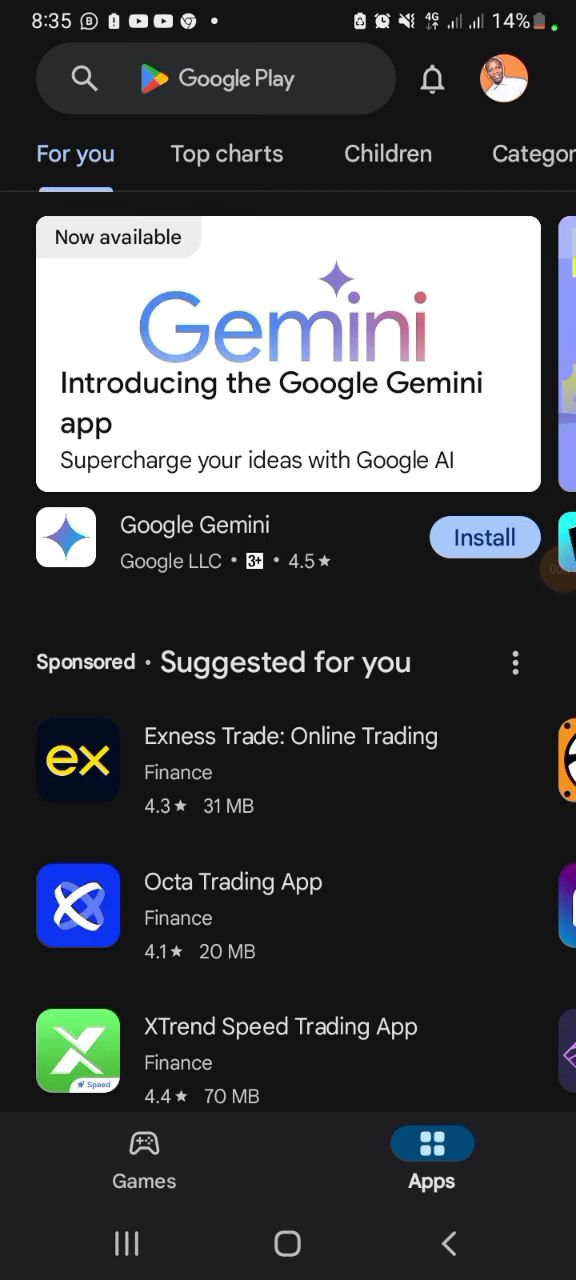 8:35
4G
14%
Google Play
For you Top charts Children Categor
Now available
Gemini
Introducing the Google Gemini
app
Supercharge your ideas with Google AI
Google Gemini
Google LLC • 3+ • 4.5★
Install
Sponsored • Suggested for you
ex
Exness Trade: Online Trading
Finance
4.3★ 31 MB
Octa Trading App
Finance
4.1★ 20 MB
XTrend Speed Trading App
Finance
Speed
4.4★ 70 MB
Games
Apps